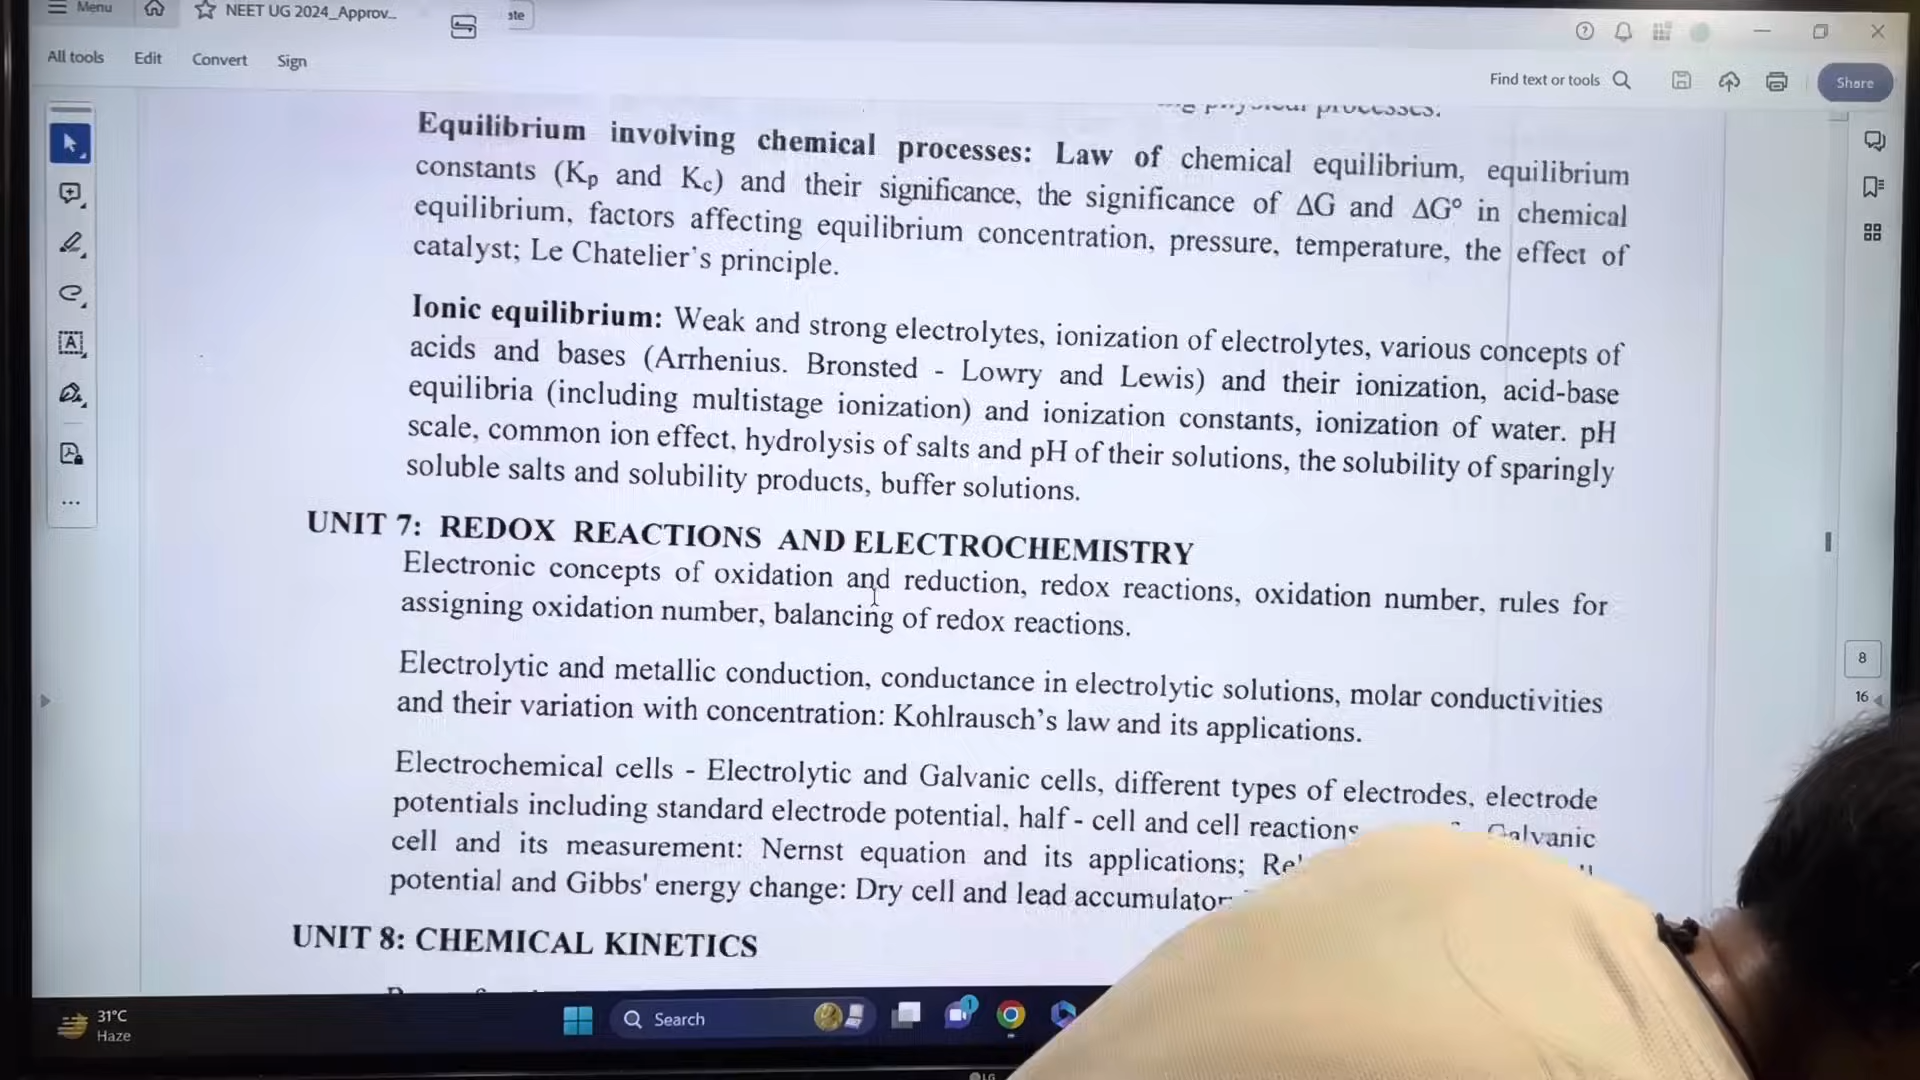 Menu
NEET UG 2024_Approv...
ate
All tools
Edit
Convert
Sign
Find text or tools
Share
physical processes.
Equilibrium involving chemical processes: Law of chemical equilibrium, equilibrium
constants (Kp and Kc) and their significance, the significance of ΔG and ΔG° in chemical
equilibrium, factors affecting equilibrium concentration, pressure, temperature, the effect of
catalyst; Le Chatelier's principle.
Ionic equilibrium: Weak and strong electrolytes, ionization of electrolytes, various concepts of
acids and bases (Arrhenius. Bronsted - Lowry and Lewis) and their ionization, acid-base
equilibria (including multistage ionization) and ionization constants, ionization of water. pH
scale, common ion effect, hydrolysis of salts and pH of their solutions, the solubility of sparingly
soluble salts and solubility products, buffer solutions.
UNIT 7: REDOX REACTIONS AND ELECTROCHEMISTRY
Electronic concepts of oxidation and reduction, redox reactions, oxidation number, rules for
assigning oxidation number, balancing of redox reactions.
Electrolytic and metallic conduction, conductance in electrolytic solutions, molar conductivities
and their variation with concentration: Kohlrausch's law and its applications.
Electrochemical cells - Electrolytic and Galvanic cells, different types of electrodes, electrode
potentials including standard electrode potential, half - cell and cell reactions Galvanic
cell and its measurement: Nernst equation and its applications;
potential and Gibbs' energy change: Dry cell and lead accumulator
UNIT 8: CHEMICAL KINETICS
8
16
31°C
Haze
Search
1
LG